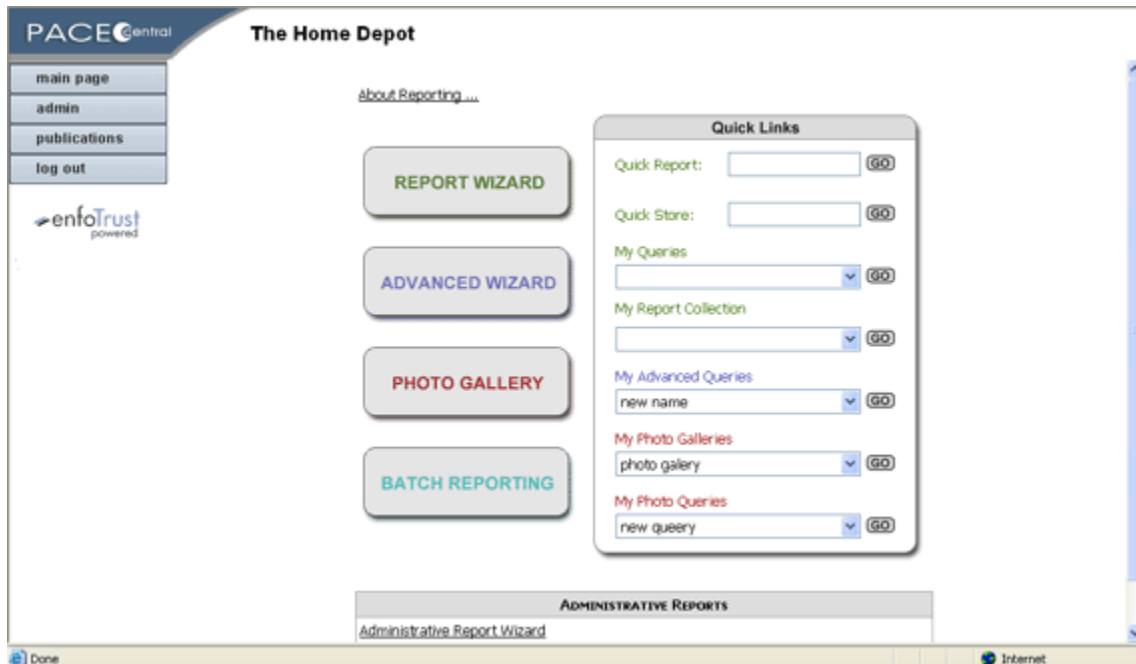 PACE Central
The Home Depot
main page
admin
publications
log out
enfoTrust
powered
About Reporting ...
REPORT WIZARD
ADVANCED WIZARD
PHOTO GALLERY
BATCH REPORTING
Quick Links
Quick Report: GO
Quick Store: GO
My Queries
GO
My Report Collection
GO
My Advanced Queries
new name GO
My Photo Galleries
photo galery GO
My Photo Queries
new queery GO
ADMINISTRATIVE REPORTS
Administrative Report Wizard
Done Internet